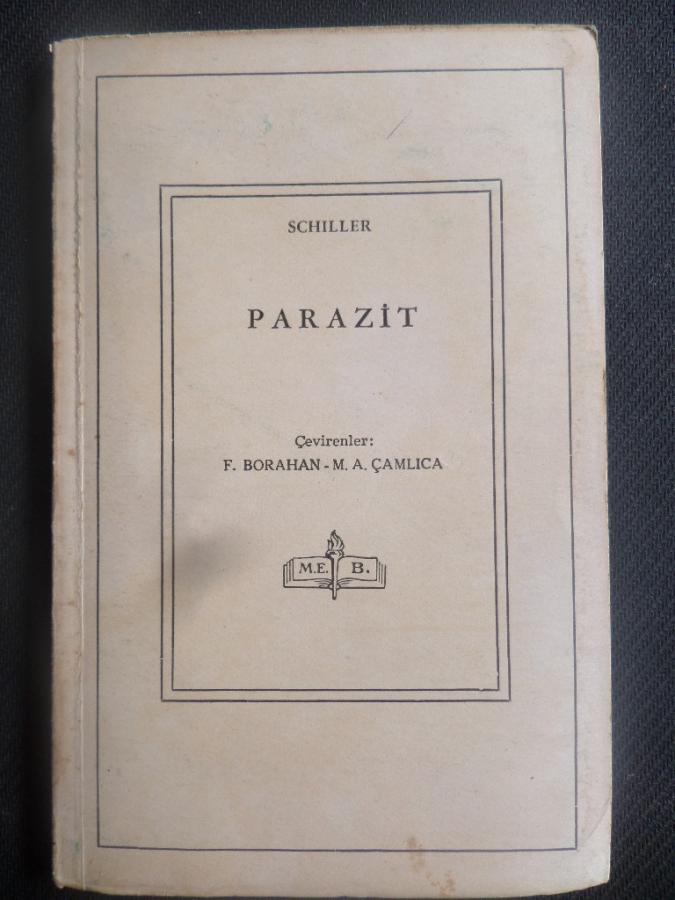 SCHILLER
PARAZİT
Çevirenler:
F. BORAHAN - M. A. ÇAMLICA
M.E. B.